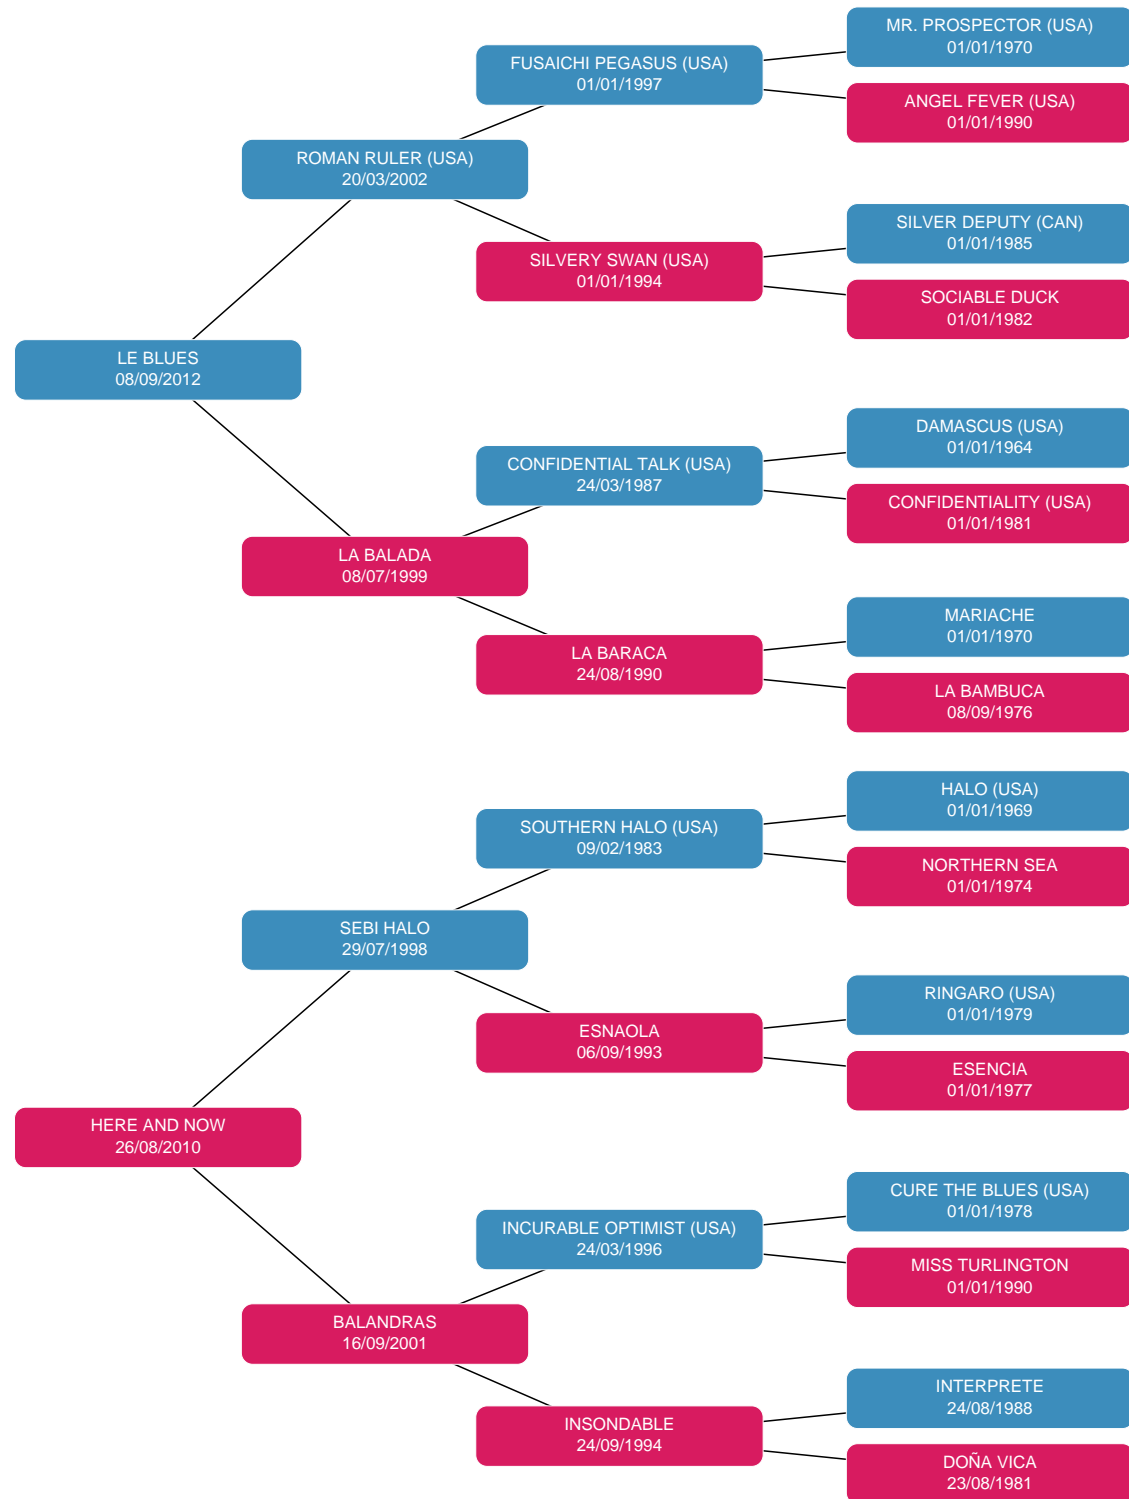 MR. PROSPECTOR (USA)
01/01/1970
FUSAICHI PEGASUS (USA)
01/01/1997
ANGEL FEVER (USA)
01/01/1990
ROMAN RULER (USA)
20/03/2002
SILVER DEPUTY (CAN)
01/01/1985
SILVERY SWAN (USA)
01/01/1994
SOCIABLE DUCK
01/01/1982
LE BLUES
08/09/2012
DAMASCUS (USA)
01/01/1964
CONFIDENTIAL TALK (USA)
24/03/1987
CONFIDENTIALITY (USA)
01/01/1981
LA BALADA
08/07/1999
MARIACHE
01/01/1970
LA BARACA
24/08/1990
LA BAMBUCA
08/09/1976
HALO (USA)
01/01/1969
SOUTHERN HALO (USA)
09/02/1983
NORTHERN SEA
01/01/1974
SEBI HALO
29/07/1998
RINGARO (USA)
01/01/1979
ESNAOLA
06/09/1993
ESENCIA
01/01/1977
HERE AND NOW
26/08/2010
CURE THE BLUES (USA)
01/01/1978
INCURABLE OPTIMIST (USA)
24/03/1996
MISS TURLINGTON
01/01/1990
BALANDRAS
16/09/2001
INTERPRETE
24/08/1988
INSONDABLE
24/09/1994
DOÑA VICA
23/08/1981